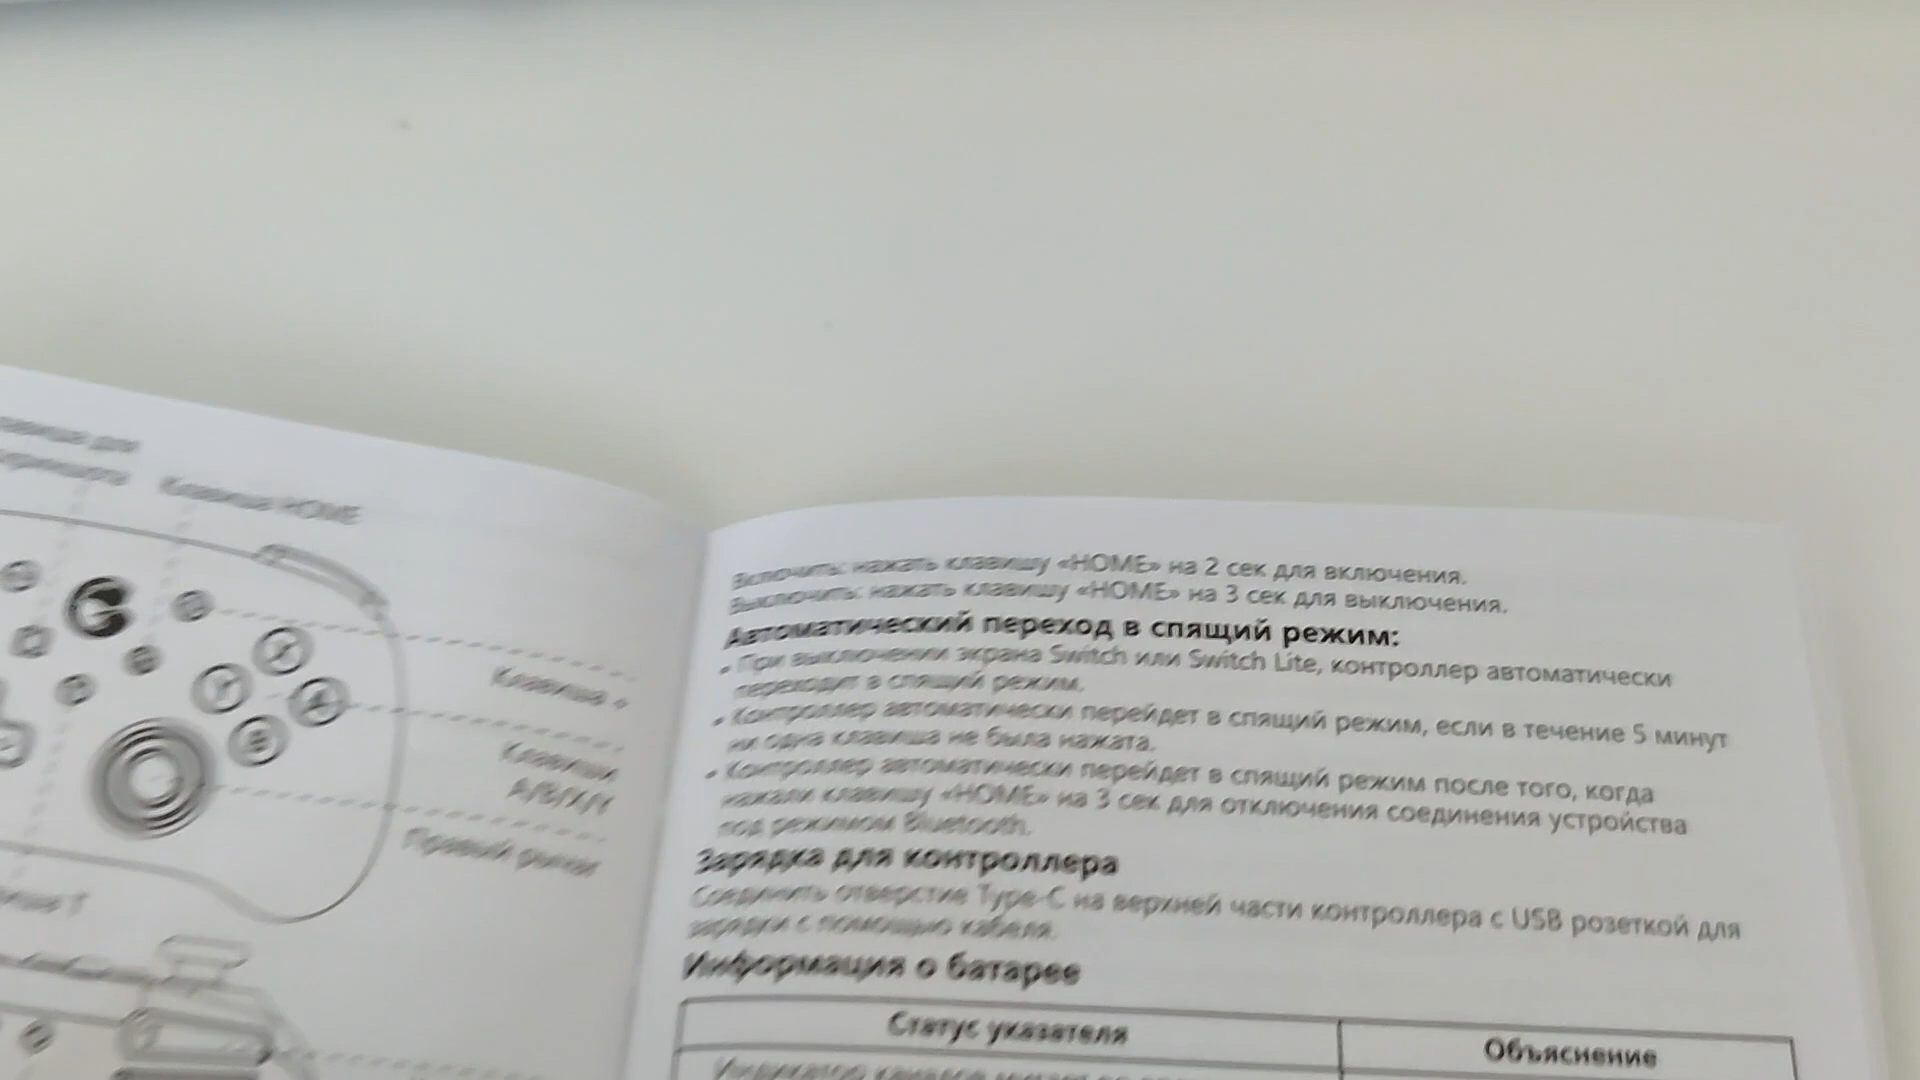 Клавиша HOME
Клавиша +
Клавиши
A/B/X/Y
Правый
Включить: нажать клавишу «HOME» на 2 сек для включения.
Выключить: нажать клавишу «HOME» на 3 сек для выключения.
Автоматический переход в спящий режим:
• При выключении экрана Switch или Switch Lite, контроллер автоматически
переходит в спящий режим.
• Контроллер автоматически перейдет в спящий режим, если в течение 5 минут
ни одна клавиша не была нажата.
• Контроллер автоматически перейдет в спящий режим после того, когда
нажали клавишу «HOME» на 3 сек для отключения соединения устройства
под режимом Bluetooth.
Зарядка для контроллера
Соединить отверстие Type-C на верхней части контроллера с USB розеткой для
зарядки с помощью кабеля.
Информация о батарее
Статус указателя
Объяснение